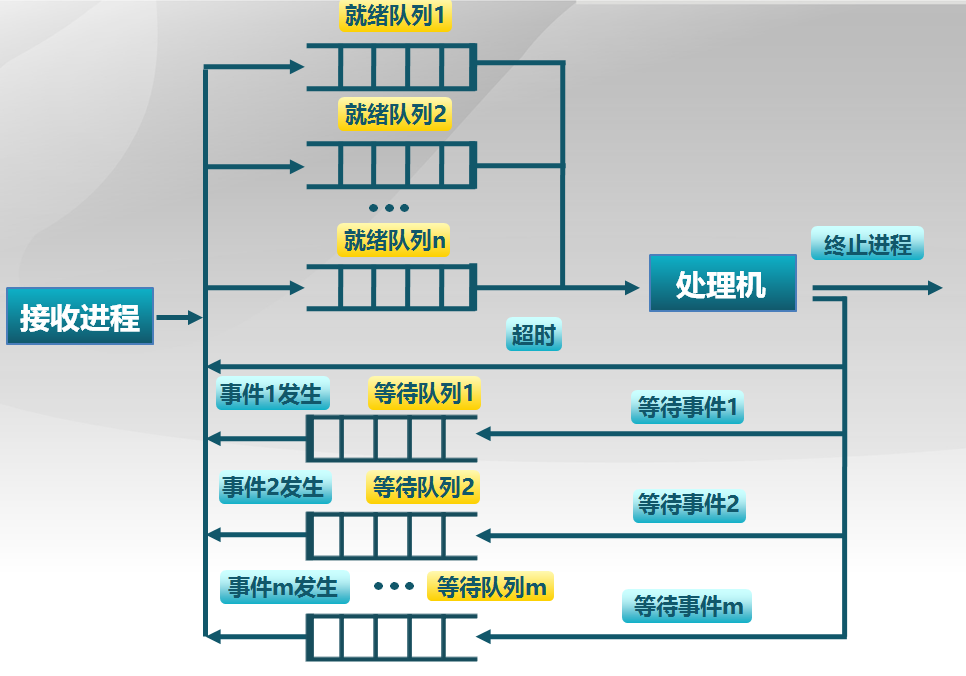 就绪队列1
就绪队列2
就绪队列n
终止进程
处理机
接收进程
超时
事件1发生
等待队列1
等待事件1
事件2发生
等待队列2
等待事件2
事件m发生
等待队列m
等待事件m